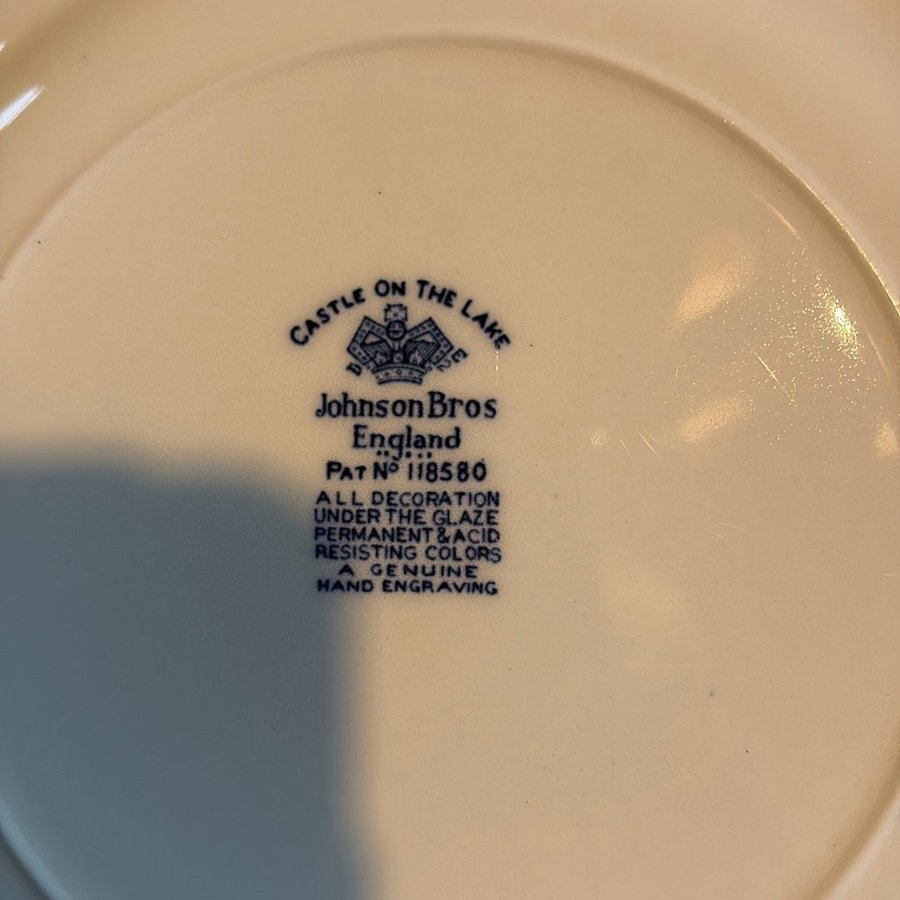 CASTLE ON THE LAKE
D E
Johnson Bros
England
PAT Nº 118580
ALL DECORATION
UNDER THE GLAZE
PERMANENT & ACID
RESISTING COLORS
A GENUINE
HAND ENGRAVING